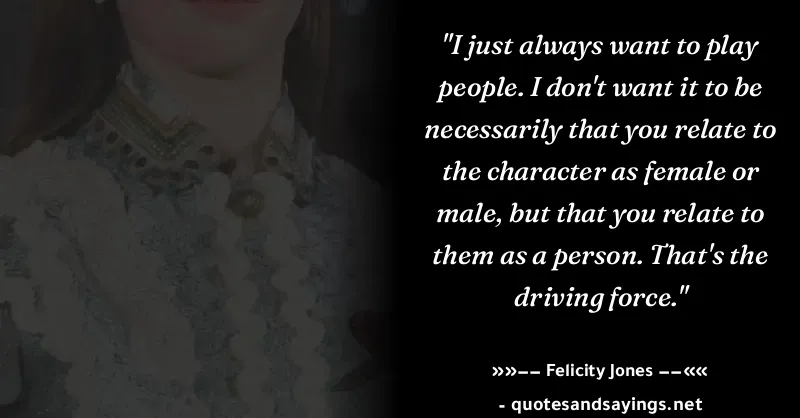 "I just always want to play
people. I don't want it to be
necessarily that you relate to
the character as female or
male, but that you relate to
them as a person. That's the
driving force."
»»−− Felicity Jones −−««
- quotesandsayings.net